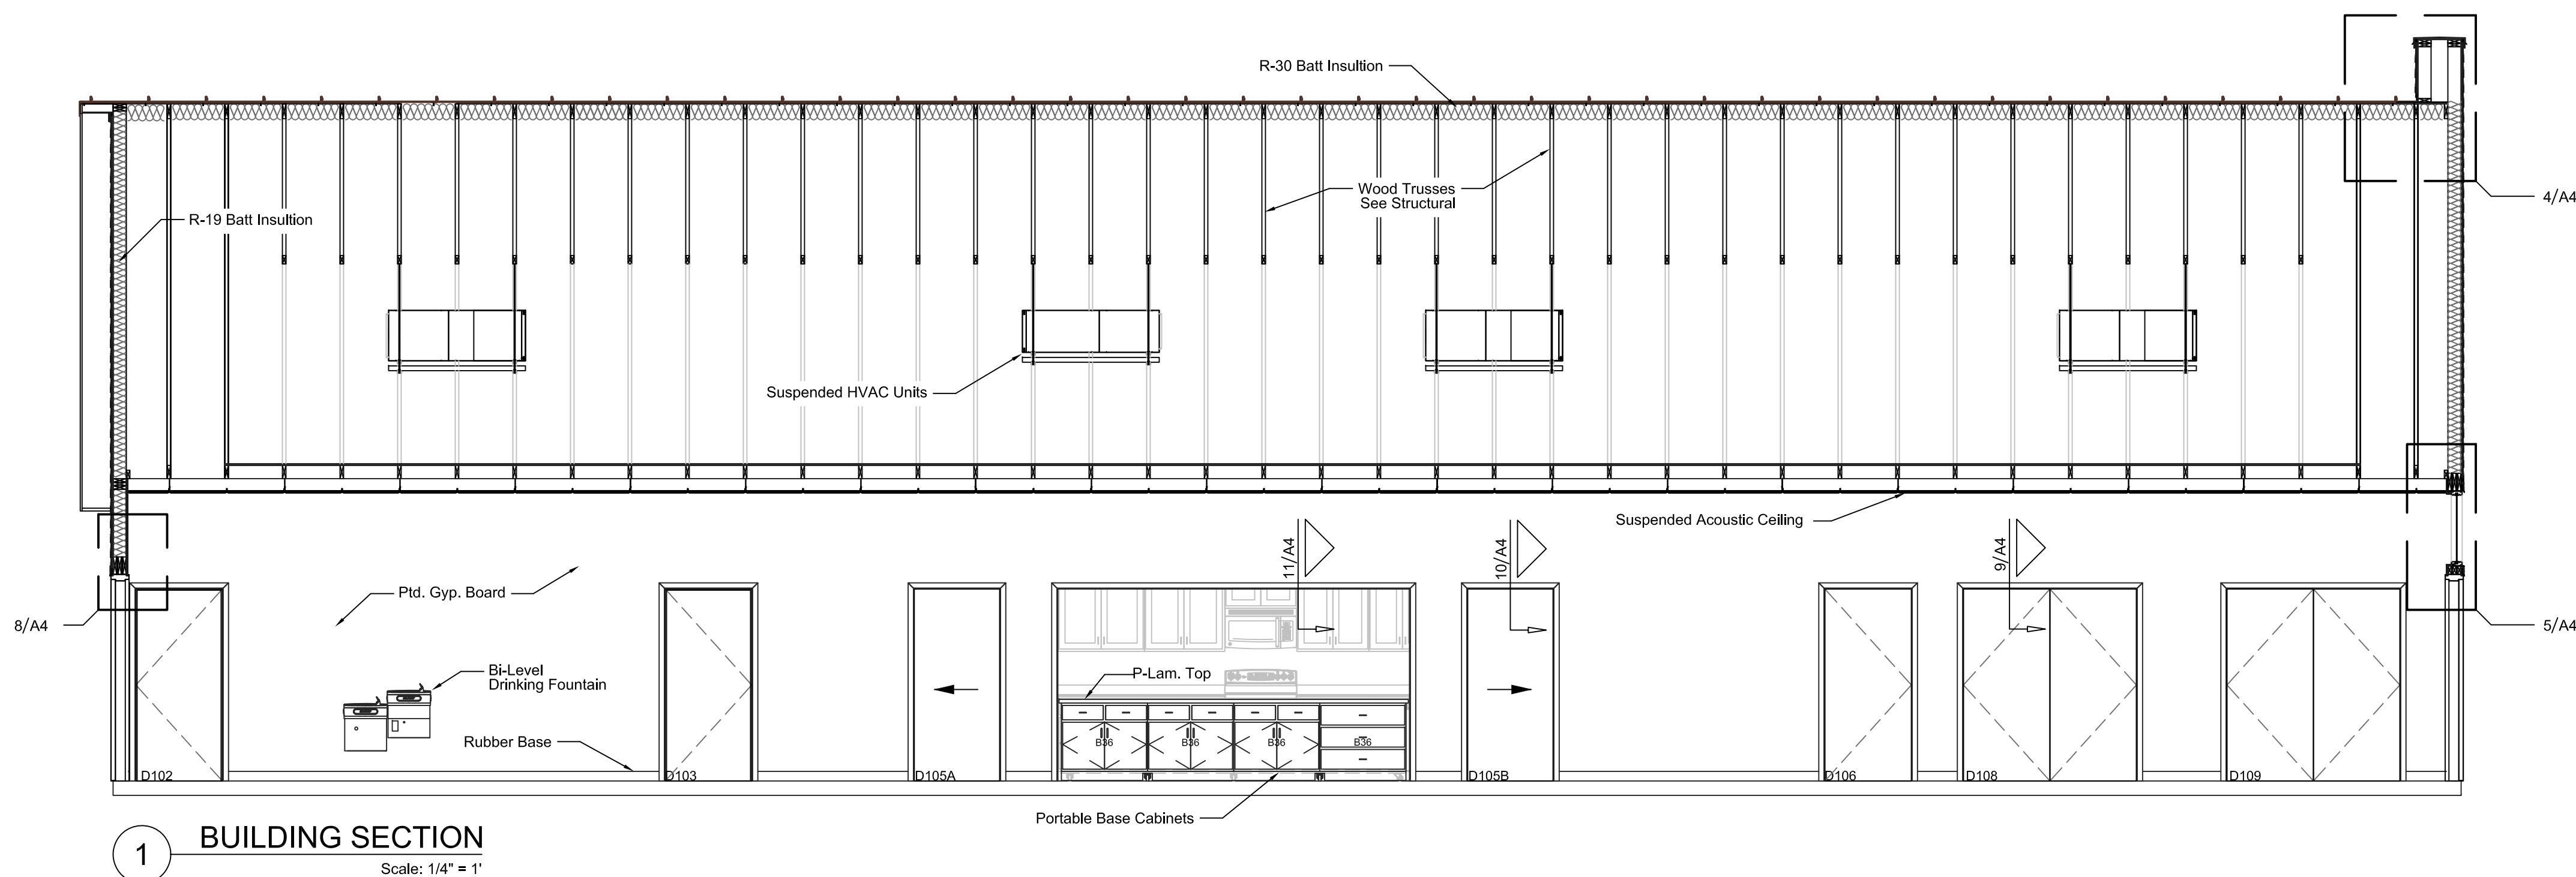 R-30 Batt Insultion
Wood Trusses
See Structural
4/A4
R-19 Batt Insultion
Suspended HVAC Units
Suspended Acoustic Ceiling
11/A4
10/A4
9/A4
Ptd. Gyp. Board
8/A4
5/A4
Bi-Level
Drinking Fountain
P-Lam. Top
Rubber Base
B36
B36
B36
B36
D102
D103
D105A
D105B
D106
D108
D109
Portable Base Cabinets
1
BUILDING SECTION
Scale: 1/4" = 1'